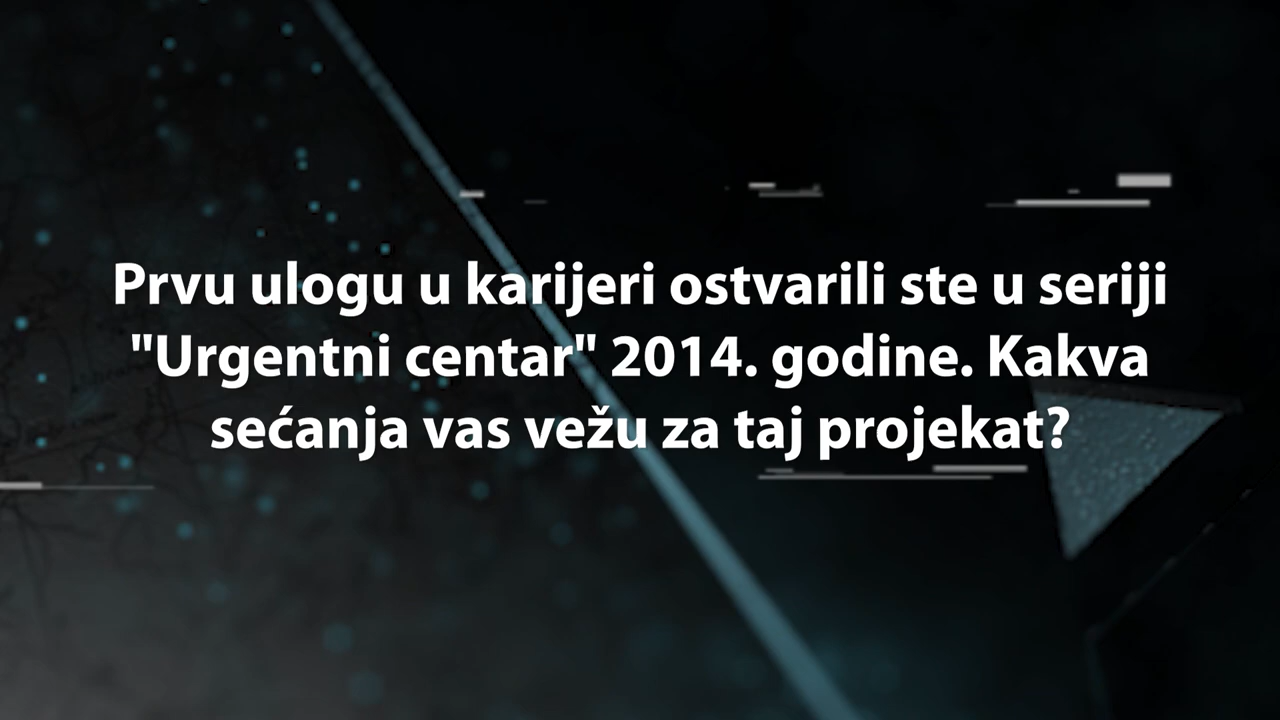 Prvu ulogu u karijeri ostvarili ste u seriji
"Urgentni centar" 2014. godine. Kakva
sećanja vas vežu za taj projekat?